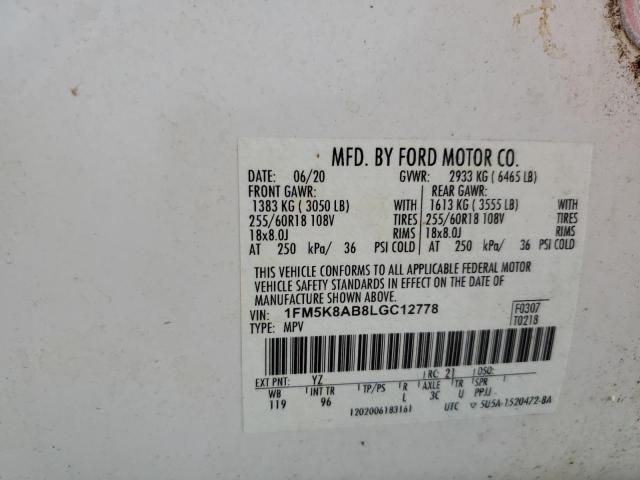 MFD. BY FORD MOTOR CO.
DATE: 06/20 GVWR: 2933 KG ( 6465 LB)
FRONT GAWR: REAR GAWR:
1383 KG ( 3050 LB) WITH 1613 KG ( 3555 LB) WITH
255/60R18 108V TIRES 255/60R18 108V TIRES
18x8.0J RIMS 18x8.0J RIMS
AT 250 kPa/ 36 PSI COLD AT 250 kPa/ 36 PSI COLD
THIS VEHICLE CONFORMS TO ALL APPLICABLE FEDERAL MOTOR
VEHICLE SAFETY STANDARDS IN EFFECT ON THE DATE OF
MANUFACTURE SHOWN ABOVE.
VIN: 1FM5K8AB8LGC12778 F0307
TYPE: MPV T0218
EXT PNT: YZ RC: 21 DSO:
WB INT TR TP/PS R AXLE TR SPR
119 96 L 3C U PPJJ
1202006183161 UTC ▽ 5U5A-1520472-BA